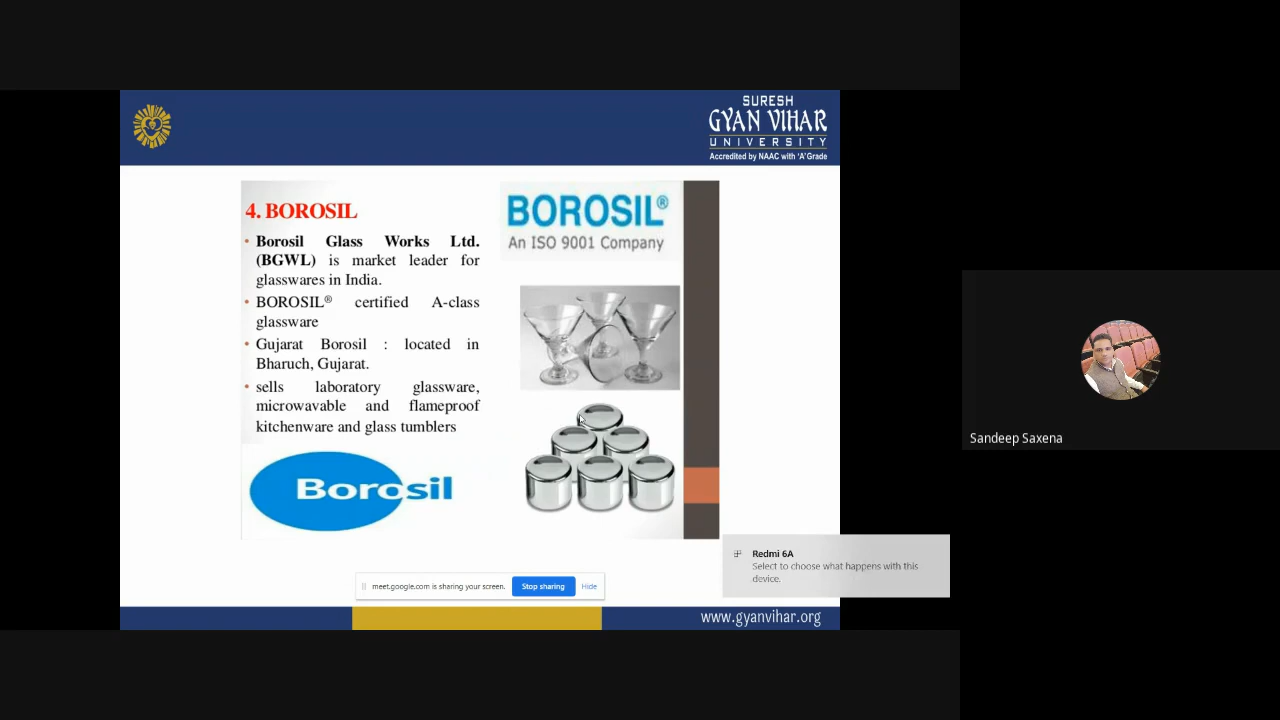 SURESH
GYAN VIHAR
UNIVERSITY
Accredited by NAAC with 'A'Grade
4. BOROSIL
• Borosil Glass Works Ltd.
(BGWL) is market leader for
glasswares in India.
• BOROSIL® certified A-class
glassware
• Gujarat Borosil : located in
Bharuch, Gujarat.
• sells laboratory glassware,
microwavable and flameproof
kitchenware and glass tumblers
BOROSIL®
An ISO 9001 Company
Borosil
Sandeep Saxena
Redmi 6A
Select to choose what happens with this
device.
meet.google.com is sharing your screen. Stop sharing Hide
www.gyanvihar.org